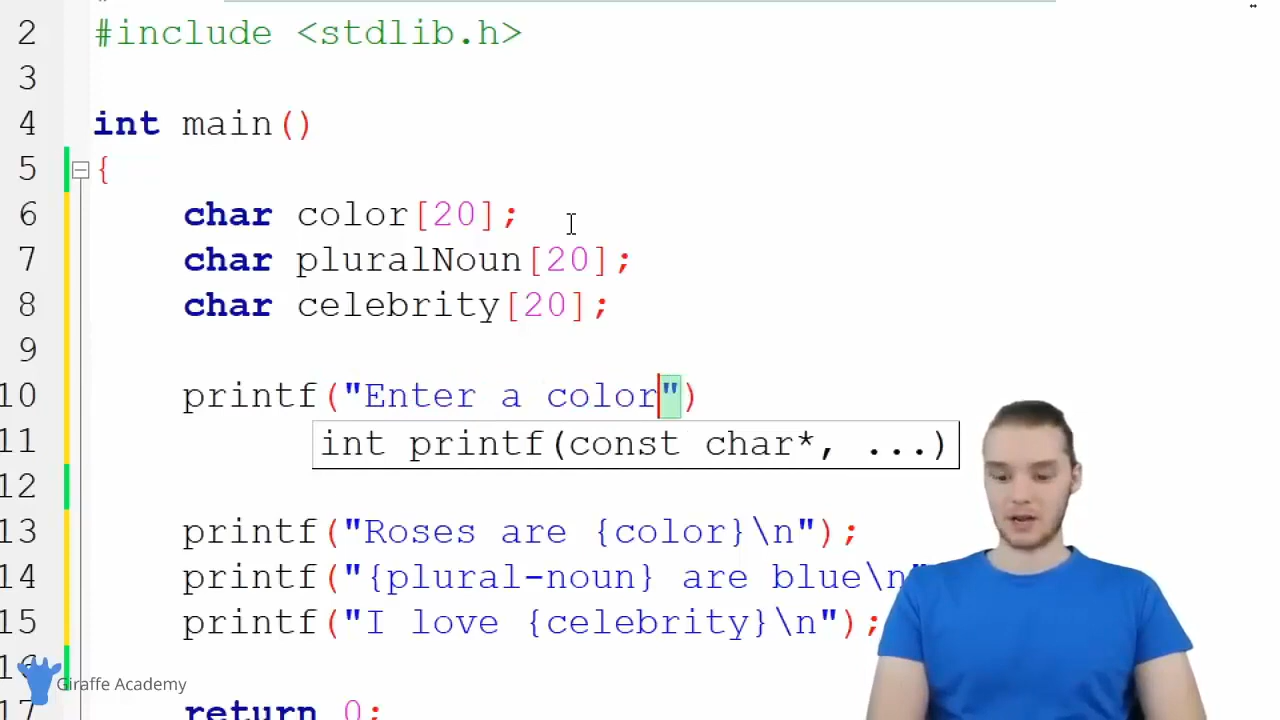 2 #include <stdlib.h>
3
4 int main()
5 {
6 char color[20];
7 char pluralNoun[20];
8 char celebrity[20];
9
10 printf("Enter a color")
11 int printf(const char*, ...)
12
13 printf("Roses are {color}\n");
14 printf("{plural-noun} are blue\n"
15 printf("I love {celebrity}\n");
16
Giraffe Academy
17 return 0;